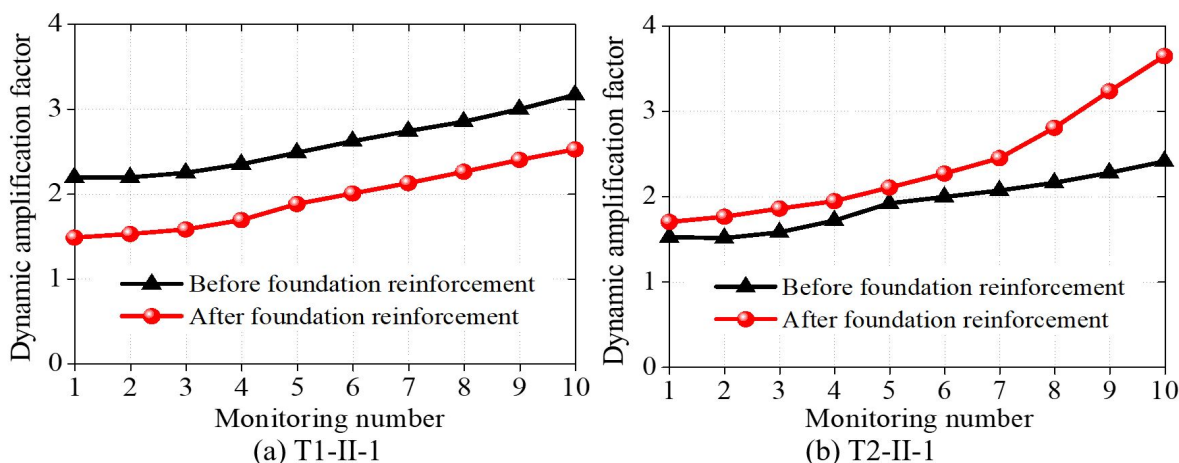 Dynamic amplification factor
4
3
2
1
0
Before foundation reinforcement
After foundation reinforcement
1 2 3 4 5 6 7 8 9 10
Monitoring number
(a) T1-II-1
Dynamic amplification factor
4
3
2
1
0
Before foundation reinforcement
After foundation reinforcement
1 2 3 4 5 6 7 8 9 10
Monitoring number
(b) T2-II-1